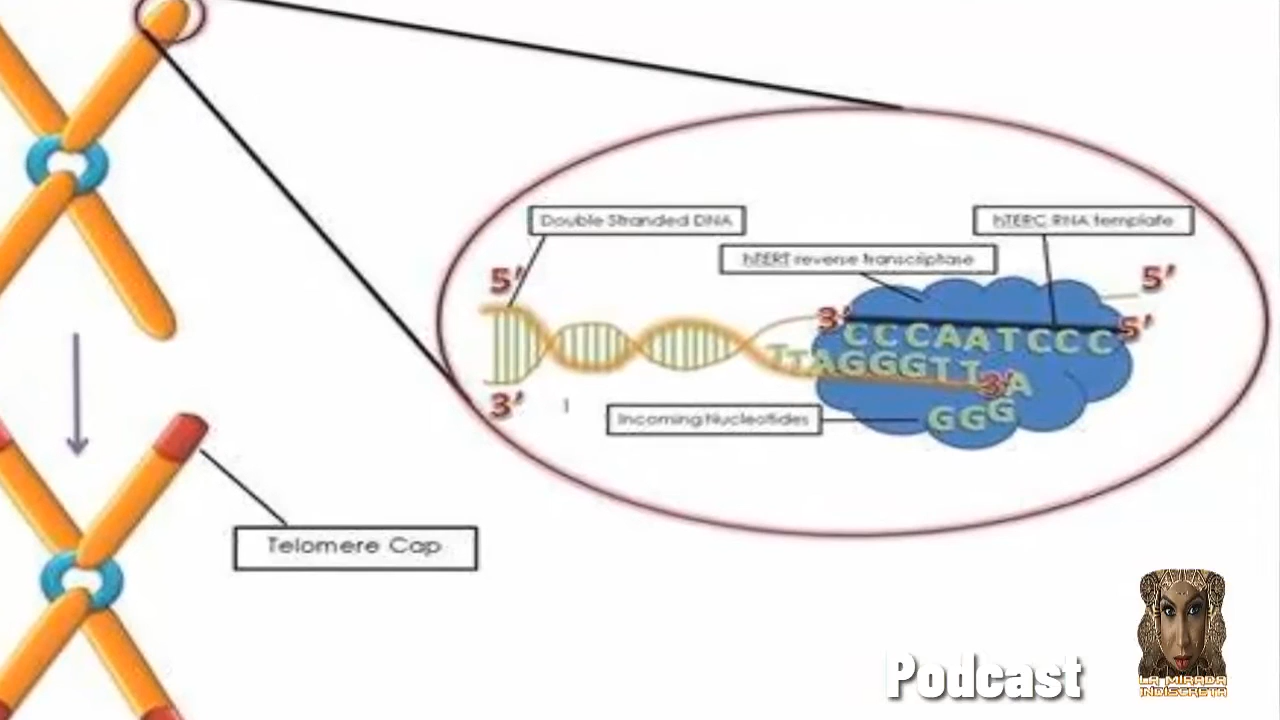 Double Stranded DNA
hTERC RNA template
hTERT reverse transcriptase
5'
5'
3'
5'
CCCAATCCC
TTAGGGTT
3'
A
3'
Incoming Nucleotides
GGG
Telomere Cap
Podcast
LA MIRADA
INDISCRETA